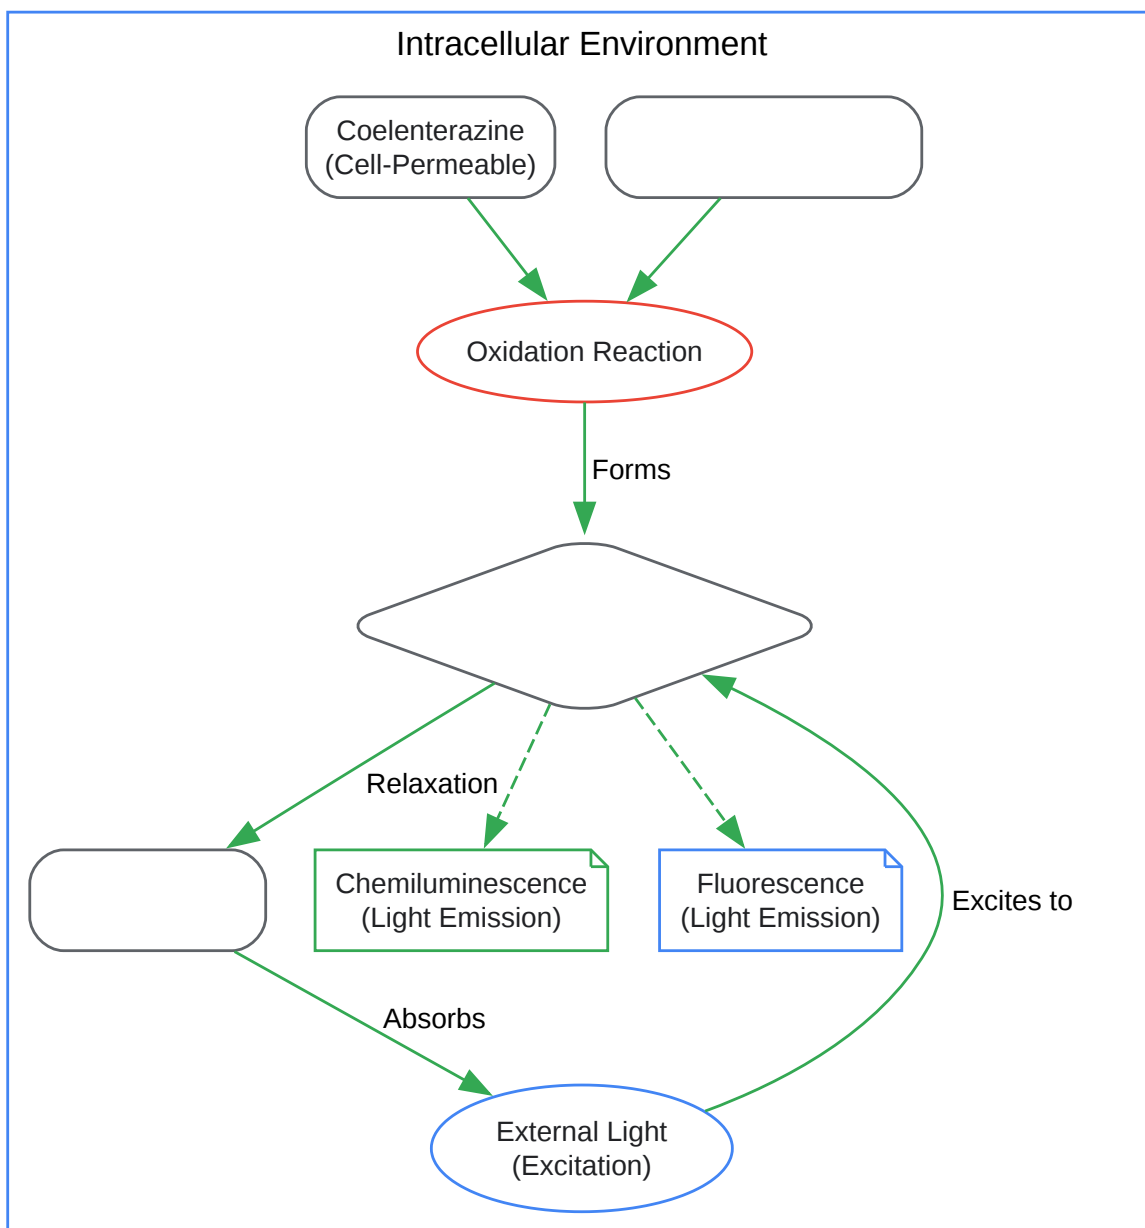 Intracellular Environment
Coelenterazine
(Cell-Permeable)
Oxidation Reaction
Forms
Relaxation
Chemiluminescence
(Light Emission)
Fluorescence
(Light Emission)
Excites to
Absorbs
External Light
(Excitation)